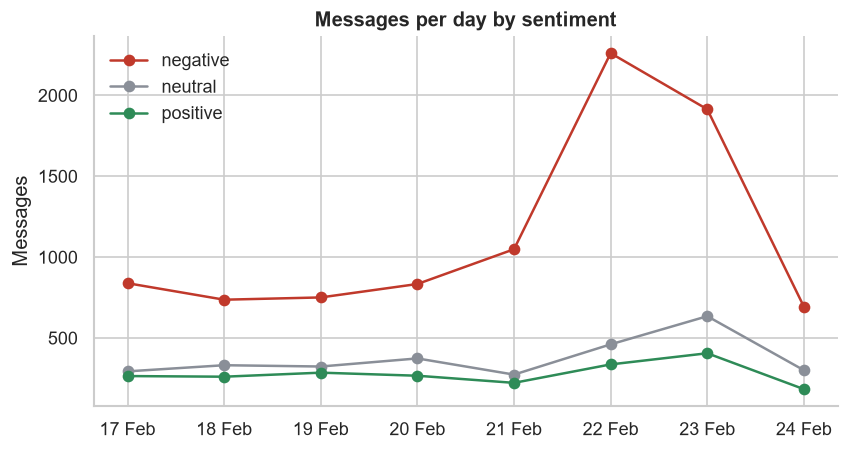 Messages per day by sentiment
negative
neutral
positive
Messages
2000
1500
1000
500
17 Feb
18 Feb
19 Feb
20 Feb
21 Feb
22 Feb
23 Feb
24 Feb